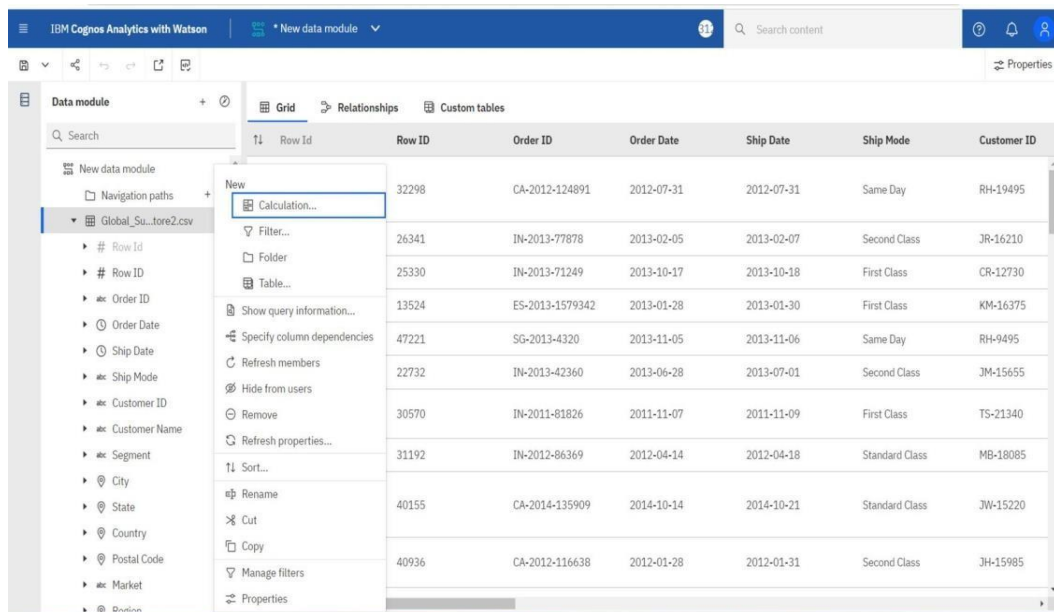 IBM Cognos Analytics with Watson
* New data module
Search content
Properties
Data module
Search
New data module
Navigation paths
Global_Su...tore2.csv
# Row Id
# Row ID
abc Order ID
Order Date
Ship Date
abc Ship Mode
abc Customer ID
abc Customer Name
abc Segment
City
State
Country
Postal Code
abc Market
Region
New
Calculation...
Filter...
Folder
Table...
Show query information...
Specify column dependencies
Refresh members
Hide from users
Remove
Refresh properties...
Sort...
Rename
Cut
Copy
Manage filters
Properties
Grid Relationships Custom tables
Row Id Row ID Order ID Order Date Ship Date Ship Mode Customer ID
32298 CA-2012-124891 2012-07-31 2012-07-31 Same Day RH-19495
26341 IN-2013-77878 2013-02-05 2013-02-07 Second Class JR-16210
25330 IN-2013-71249 2013-10-17 2013-10-18 First Class CR-12730
13524 ES-2013-1579342 2013-01-28 2013-01-30 First Class KM-16375
47221 SG-2013-4320 2013-11-05 2013-11-06 Same Day RH-9495
22732 IN-2013-42360 2013-06-28 2013-07-01 Second Class JM-15655
30570 IN-2011-81826 2011-11-07 2011-11-09 First Class TS-21340
31192 IN-2012-86369 2012-04-14 2012-04-18 Standard Class MB-18085
40155 CA-2014-135909 2014-10-14 2014-10-21 Standard Class JW-15220
40936 CA-2012-116638 2012-01-28 2012-01-31 Second Class JH-15985